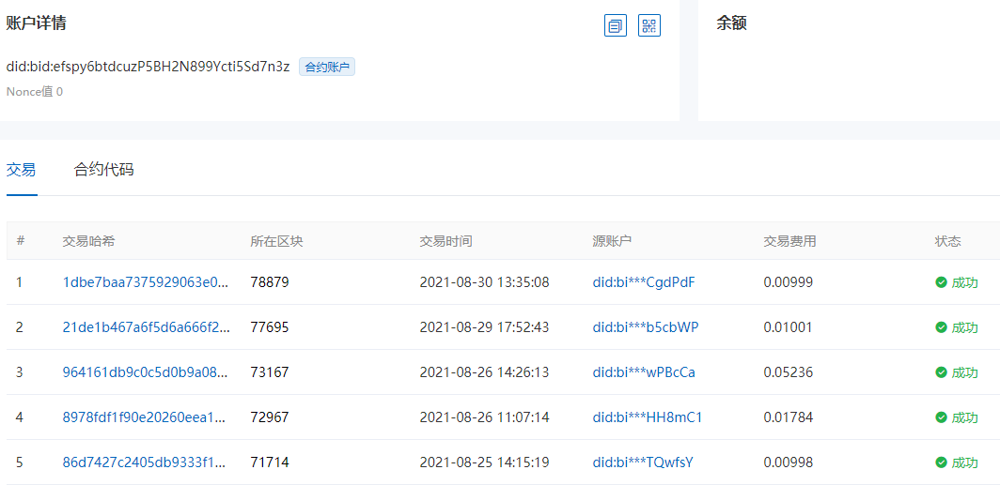 账户详情
余额
did:bid:efspy6btdcuzP5BH2N899Ycti5Sd7n3z 合约账户
Nonce值 0
交易 合约代码
# 交易哈希 所在区块 交易时间 源账户 交易费用 状态
1 1dbe7baa7375929063e0... 78879 2021-08-30 13:35:08 did:bi***CgdPdF 0.00999 成功
2 21de1b467a6f5d6a666f2... 77695 2021-08-29 17:52:43 did:bi***b5cbWP 0.01001 成功
3 964161db9c0c5d0b9a08... 73167 2021-08-26 14:26:13 did:bi***wPBcCa 0.05236 成功
4 8978fdf1f90e20260eea1... 72967 2021-08-26 11:07:14 did:bi***HH8mC1 0.01784 成功
5 86d7427c2405db9333f1... 71714 2021-08-25 14:15:19 did:bi***TQwfsY 0.00998 成功